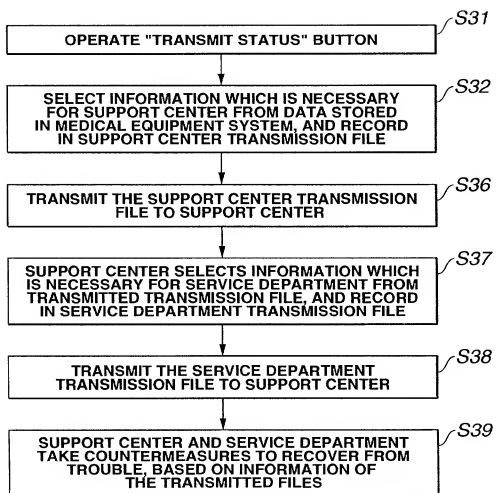 S31
OPERATE "TRANSMIT STATUS" BUTTON
S32
SELECT INFORMATION WHICH IS NECESSARY
FOR SUPPORT CENTER FROM DATA STORED
IN MEDICAL EQUIPMENT SYSTEM, AND RECORD
IN SUPPORT CENTER TRANSMISSION FILE
S36
TRANSMIT THE SUPPORT CENTER TRANSMISSION
FILE TO SUPPORT CENTER
S37
SUPPORT CENTER SELECTS INFORMATION WHICH
IS NECESSARY FOR SERVICE DEPARTMENT FROM
TRANSMITTED TRANSMISSION FILE, AND RECORD
IN SERVICE DEPARTMENT TRANSMISSION FILE
S38
TRANSMIT THE SERVICE DEPARTMENT
TRANSMISSION FILE TO SUPPORT CENTER
S39
SUPPORT CENTER AND SERVICE DEPARTMENT
TAKE COUNTERMEASURES TO RECOVER FROM
TROUBLE, BASED ON INFORMATION OF
THE TRANSMITTED FILES